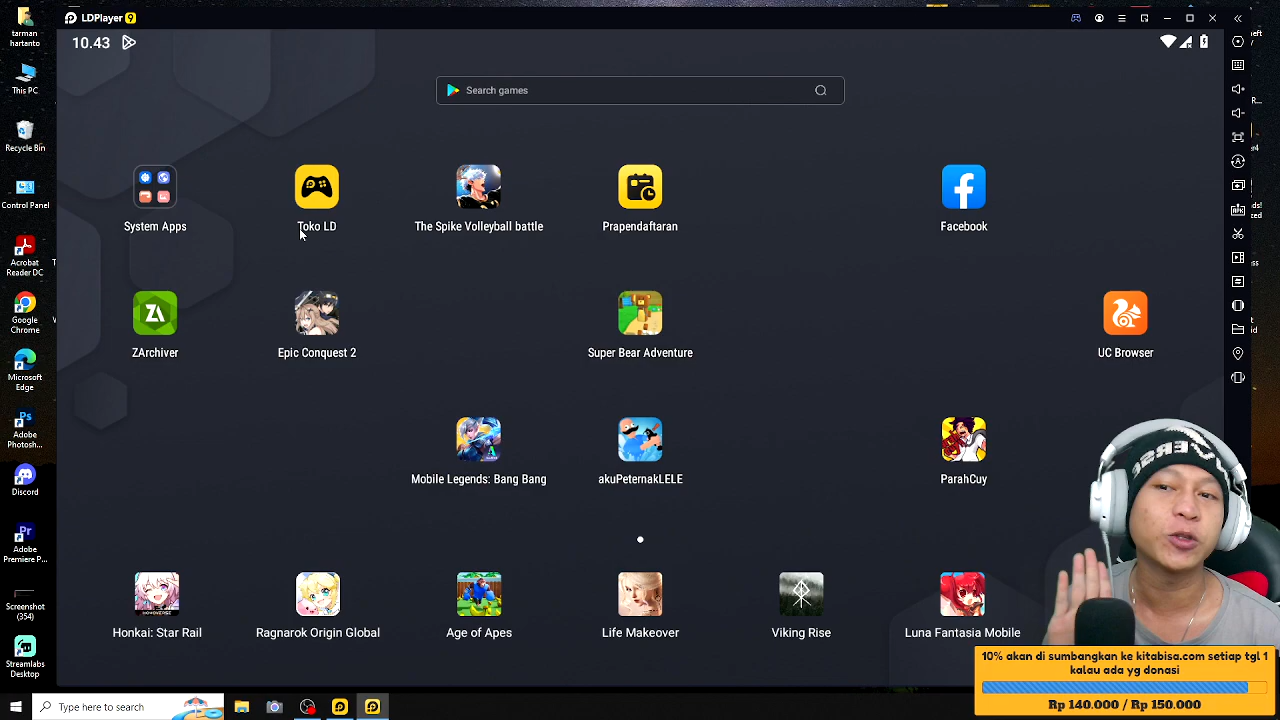 tarman
hartanto
LDPlayer 9
10.43
This PC
Search games
Recycle Bin
System Apps
Toko LD
The Spike Volleyball battle
Prapendaftaran
Facebook
Control Panel
Acrobat
Reader DC
ZA
ZArchiver
Epic Conquest 2
Super Bear Adventure
UC Browser
Google
Chrome
Microsoft
Edge
Ps
Adobe
Photosh...
Mobile Legends: Bang Bang
akuPeternakLELE
ParahCuy
Discord
Pr
Adobe
Premiere P...
Screenshot
(354)
Honkai: Star Rail
Ragnarok Origin Global
Age of Apes
Life Makeover
Viking Rise
Luna Fantasia Mobile
Streamlabs
Desktop
10% akan di sumbangkan ke kitabisa.com setiap tgl 1
kalau ada yg donasi
Rp 140.000 / Rp 150.000
Type here to search